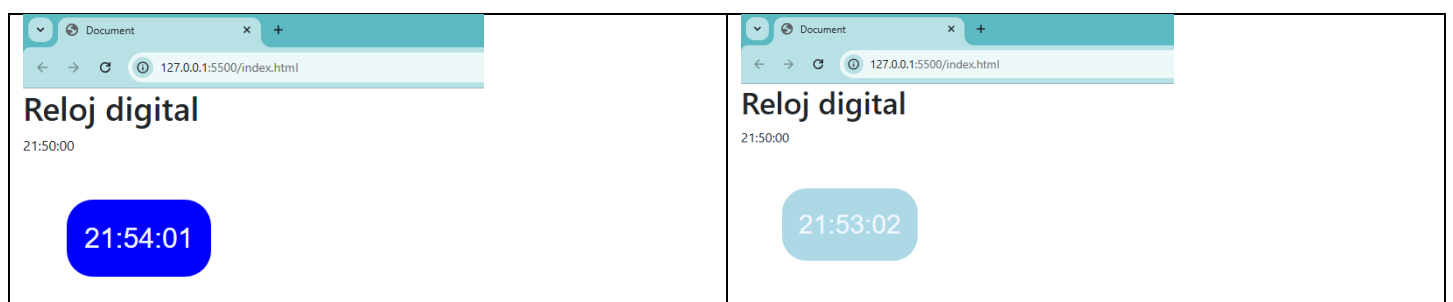 Document
127.0.0.1:5500/index.html
Reloj digital
21:50:00
21:54:01
Document
127.0.0.1:5500/index.html
Reloj digital
21:50:00
21:53:02